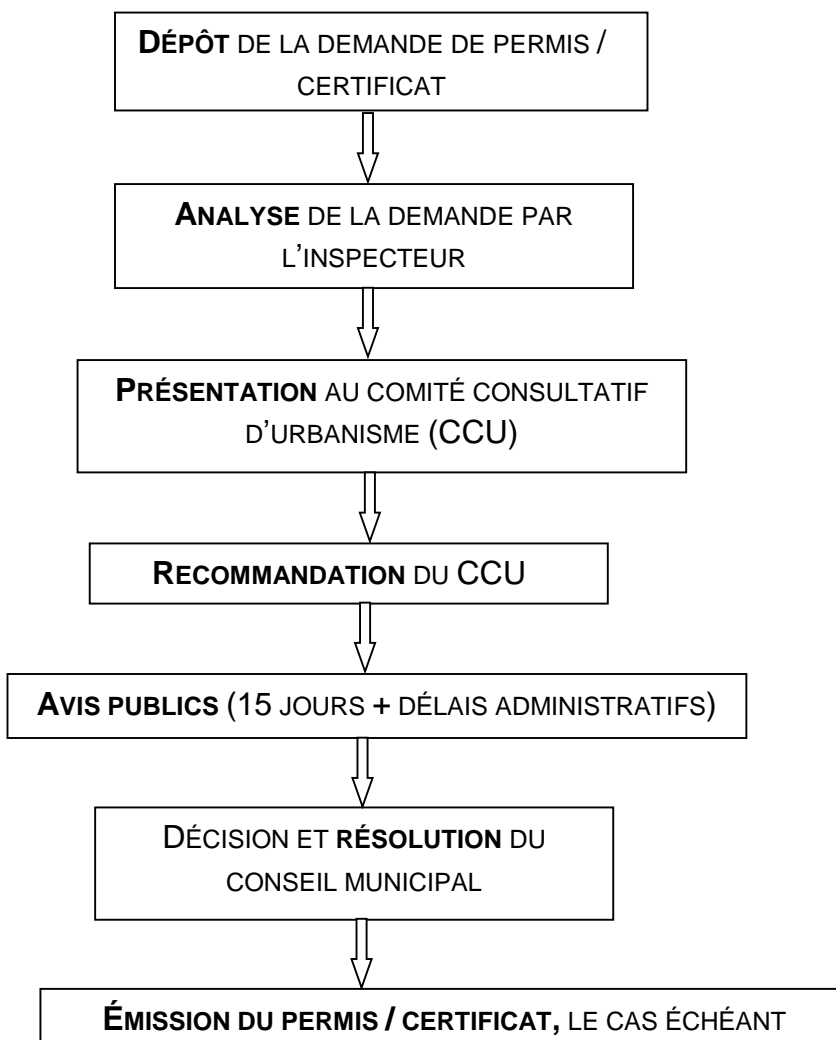 DÉPÔT DE LA DEMANDE DE PERMIS /
CERTIFICAT
ANALYSE DE LA DEMANDE PAR
L'INSPECTEUR
PRÉSENTATION AU COMITÉ CONSULTATIF
D'URBANISME (CCU)
RECOMMANDATION DU CCU
AVIS PUBLICS (15 JOURS + DÉLAIS ADMINISTRATIFS)
DÉCISION ET RÉSOLUTION DU
CONSEIL MUNICIPAL
ÉMISSION DU PERMIS / CERTIFICAT, LE CAS ÉCHÉANT